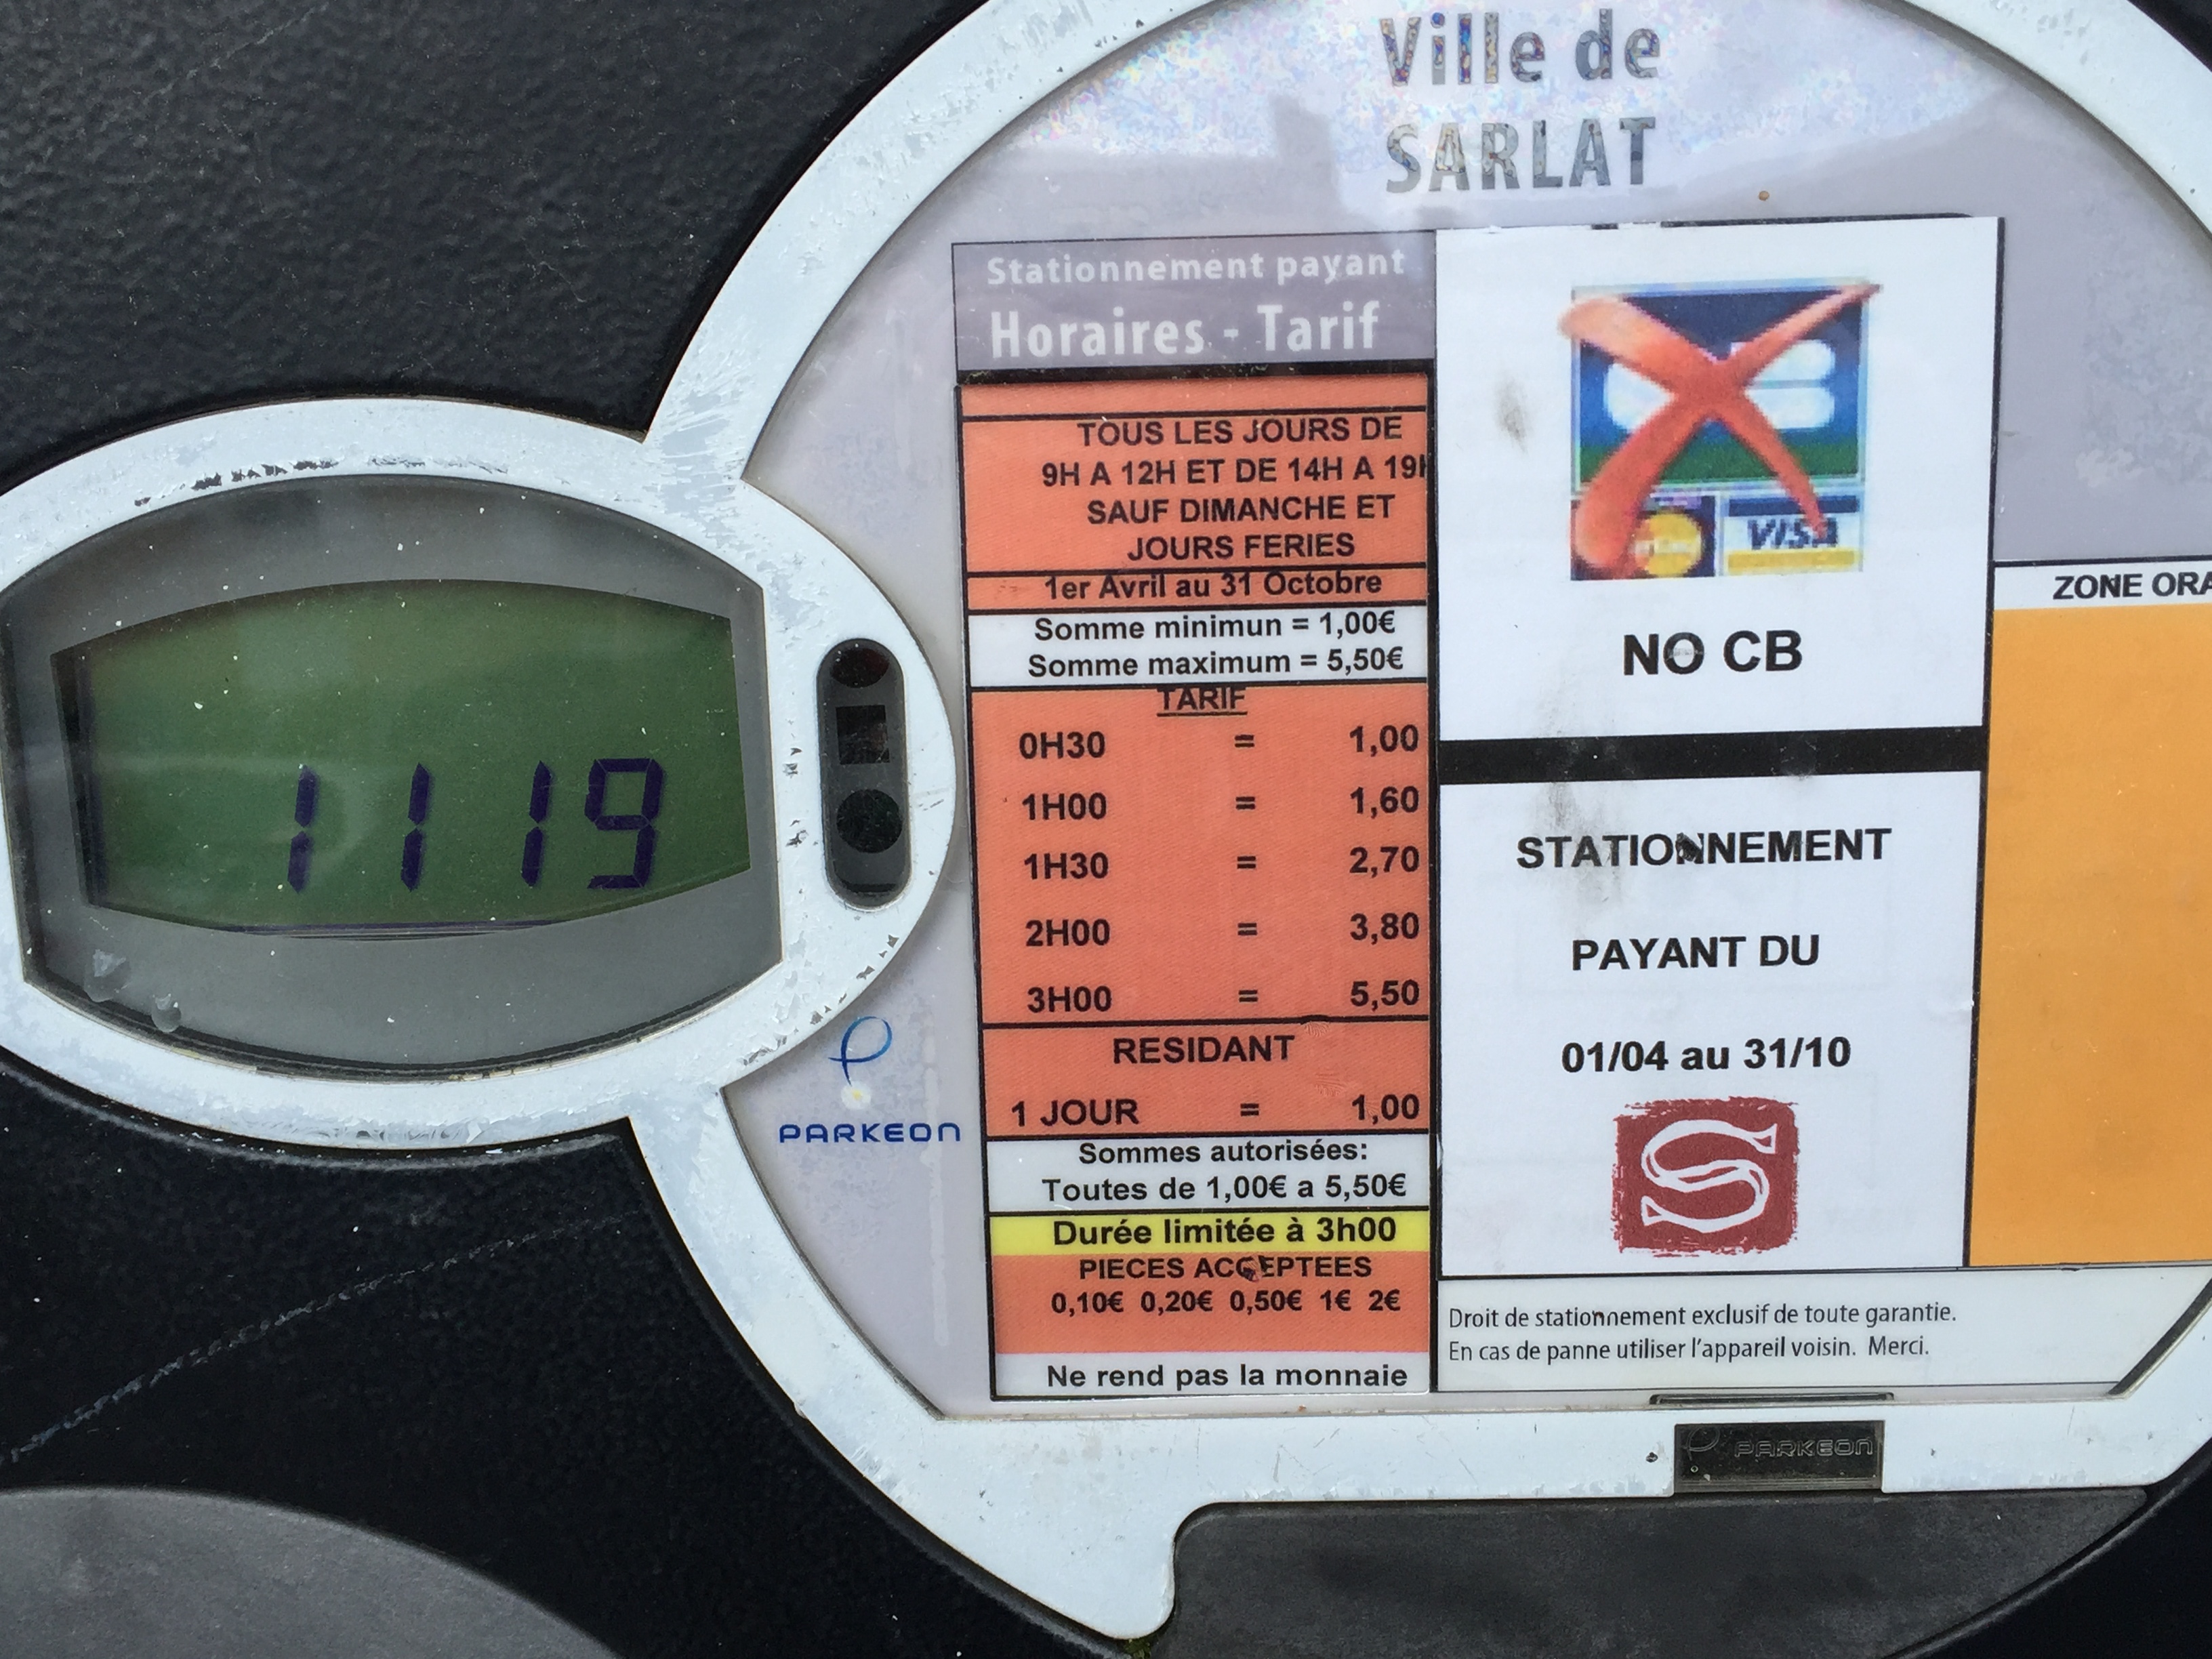 Ville de
SARLAT
Stationnement payant
Horaires - Tarif
TOUS LES JOURS DE
9H A 12H ET DE 14H A 19H
SAUF DIMANCHE ET
JOURS FERIES
1er Avril au 31 Octobre
Somme minimun = 1,00€
Somme maximum = 5,50€
TARIF
0H30 = 1,00
1H00 = 1,60
1H30 = 2,70
2H00 = 3,80
3H00 = 5,50
RESIDANT
1 JOUR = 1,00
Sommes autorisées:
Toutes de 1,00€ a 5,50€
Durée limitée à 3h00
PIECES ACCEPTEES
0,10€ 0,20€ 0,50€ 1€ 2€
Ne rend pas la monnaie
1119
PARKEON
CB
VISA
NO CB
STATIONNEMENT
PAYANT DU
01/04 au 31/10
S
ZONE ORA
Droit de stationnement exclusif de toute garantie.
En cas de panne utiliser l'appareil voisin. Merci.
PARKEON